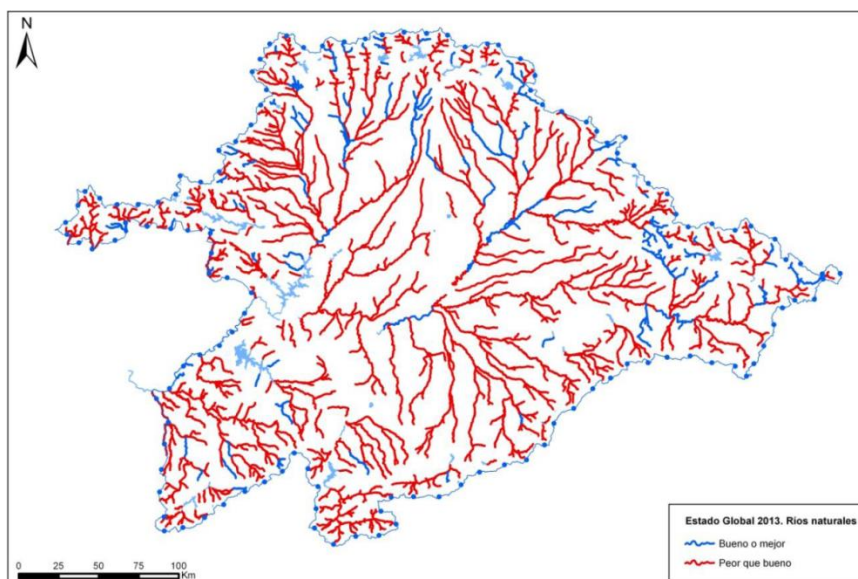 N
Estado Global 2013. Ríos naturales
Bueno o mejor
Peor que bueno
0 25 50 75 100
Km